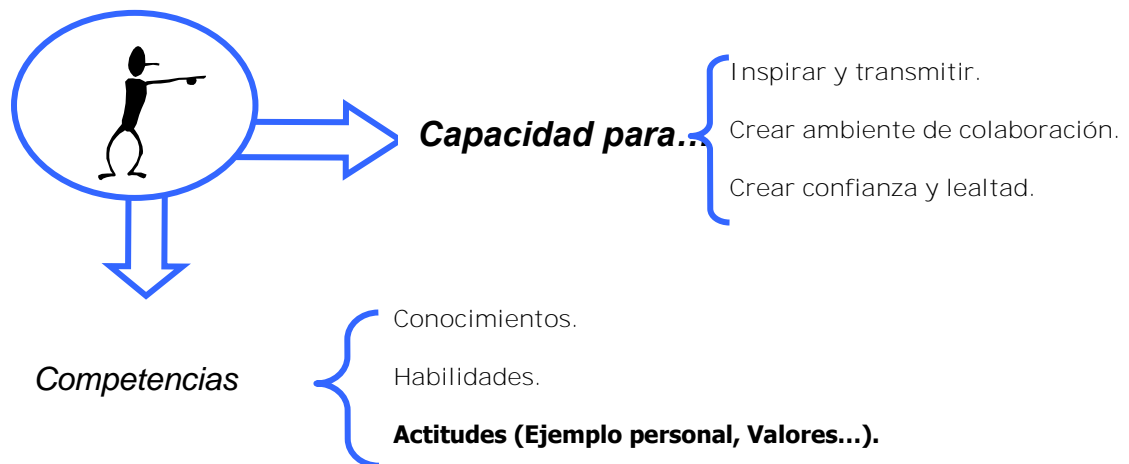 Inspirar y transmitir.
Capacidad para...
Crear ambiente de colaboración.
Crear confianza y lealtad.
Conocimientos.
Competencias
Habilidades.
Actitudes (Ejemplo personal, Valores...).